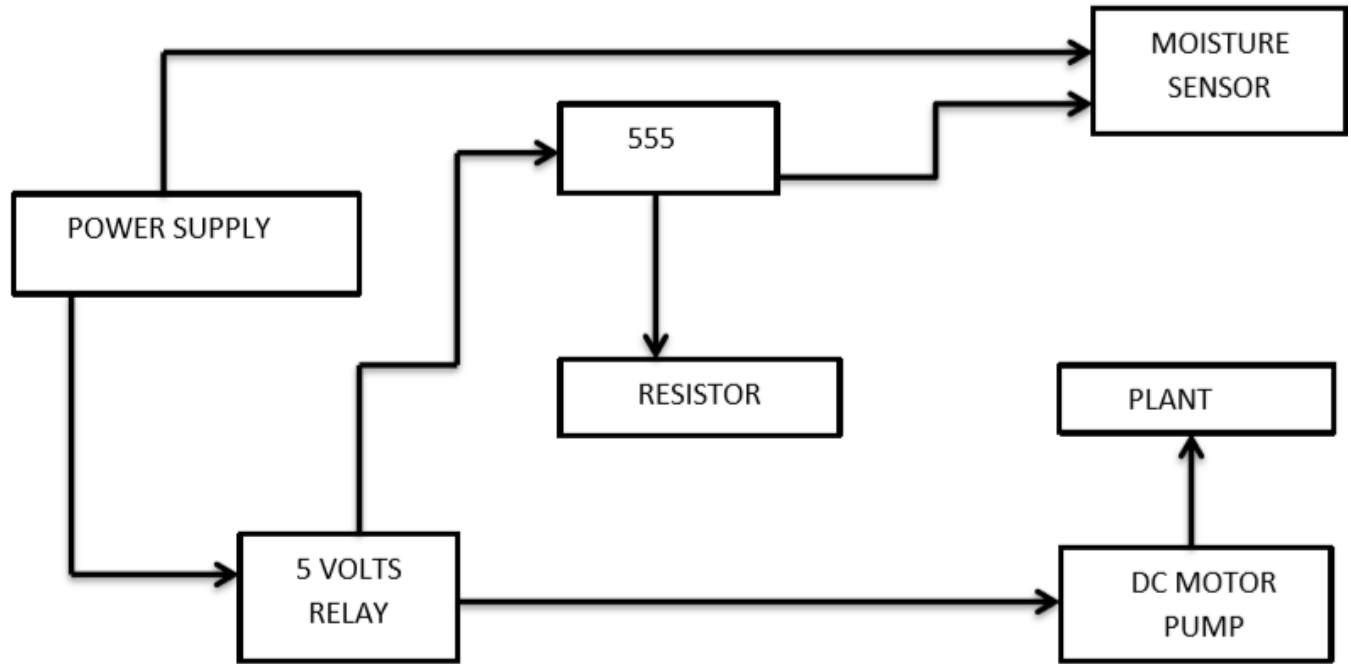 MOISTURE
SENSOR
555
POWER SUPPLY
RESISTOR
PLANT
5 VOLTS
RELAY
DC MOTOR
PUMP